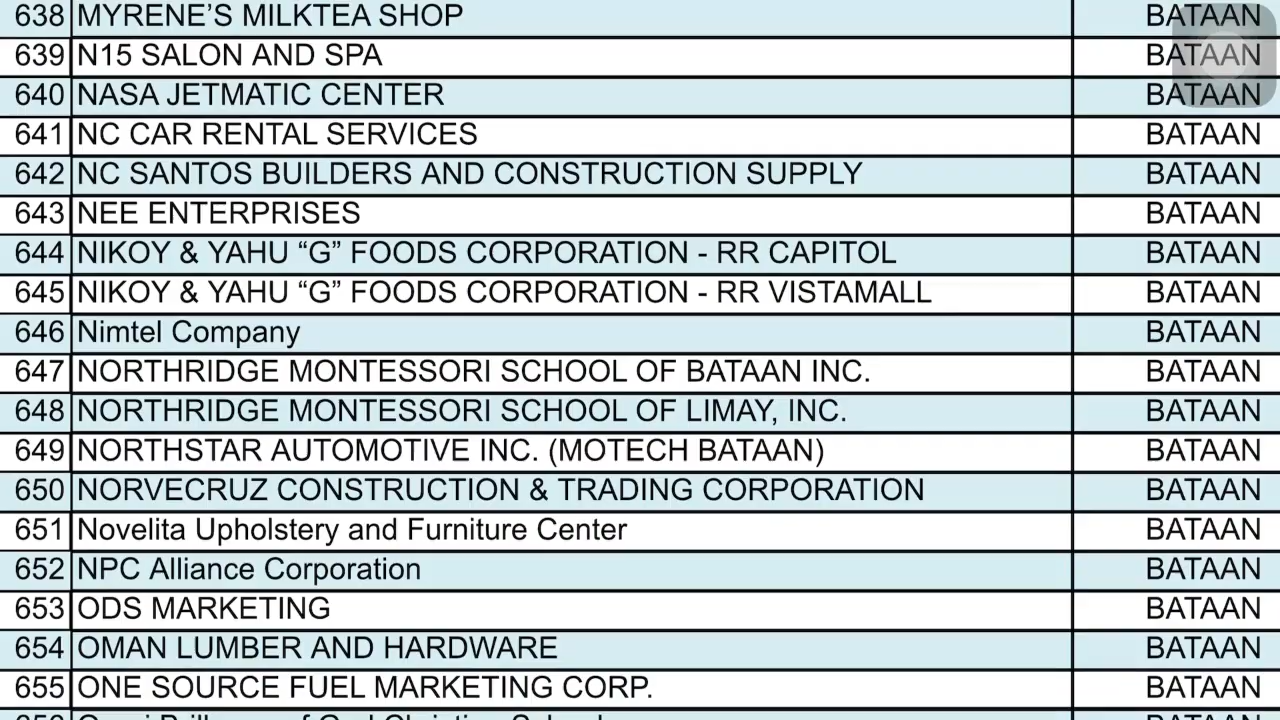 638 MYRENE’S MILKTEA SHOP BATAAN
639 N15 SALON AND SPA BATAAN
640 NASA JETMATIC CENTER BATAAN
641 NC CAR RENTAL SERVICES BATAAN
642 NC SANTOS BUILDERS AND CONSTRUCTION SUPPLY BATAAN
643 NEE ENTERPRISES BATAAN
644 NIKOY & YAHU “G” FOODS CORPORATION - RR CAPITOL BATAAN
645 NIKOY & YAHU “G” FOODS CORPORATION - RR VISTAMALL BATAAN
646 Nimtel Company BATAAN
647 NORTHRIDGE MONTESSORI SCHOOL OF BATAAN INC. BATAAN
648 NORTHRIDGE MONTESSORI SCHOOL OF LIMAY, INC. BATAAN
649 NORTHSTAR AUTOMOTIVE INC. (MOTECH BATAAN) BATAAN
650 NORVECRUZ CONSTRUCTION & TRADING CORPORATION BATAAN
651 Novelita Upholstery and Furniture Center BATAAN
652 NPC Alliance Corporation BATAAN
653 ODS MARKETING BATAAN
654 OMAN LUMBER AND HARDWARE BATAAN
655 ONE SOURCE FUEL MARKETING CORP. BATAAN